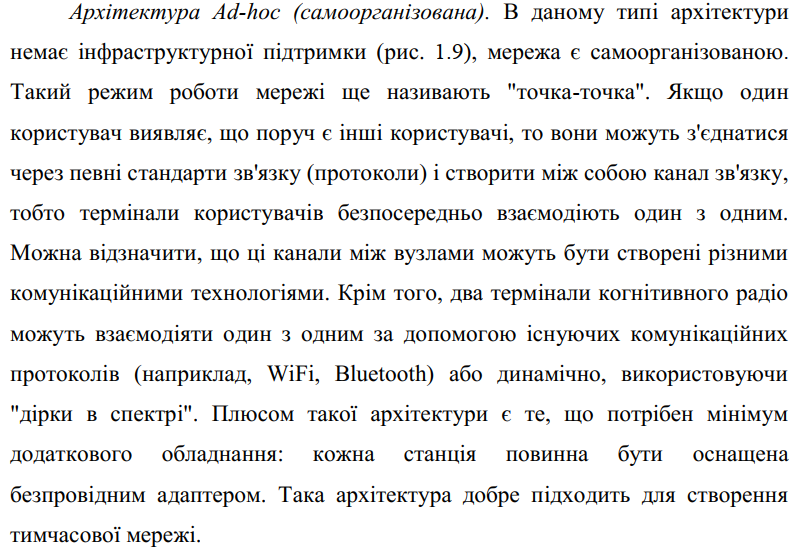 Архітектура Ad-hoc (самоорганізована). В даному типі архітектури
немає інфраструктурної підтримки (рис. 1.9), мережа є самоорганізованою.
Такий режим роботи мережі ще називають "точка-точка". Якщо один
користувач виявляє, що поруч є інші користувачі, то вони можуть з'єднатися
через певні стандарти зв'язку (протоколи) і створити між собою канал зв'язку,
тобто термінали користувачів безпосередньо взаємодіють один з одним.
Можна відзначити, що ці канали між вузлами можуть бути створені різними
комунікаційними технологіями. Крім того, два термінали когнітивного радіо
можуть взаємодіяти один з одним за допомогою існуючих комунікаційних
протоколів (наприклад, WiFi, Bluetooth) або динамічно, використовуючи
"дірки в спектрі". Плюсом такої архітектури є те, що потрібен мінімум
додаткового обладнання: кожна станція повинна бути оснащена
безпровідним адаптером. Така архітектура добре підходить для створення
тимчасової мережі.